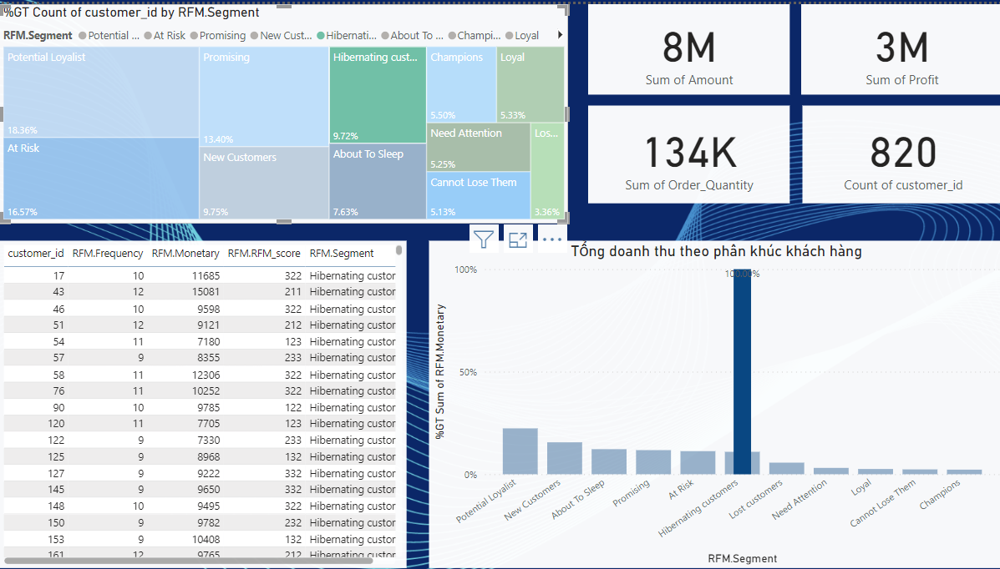 %GT Count of customer_id by RFM.Segment
RFM.Segment Potential ... At Risk Promising New Cust... Hibernati... About To ... Champi... Loyal
Potential Loyalist
18.36%
At Risk
16.57%
Promising
13.40%
New Customers
9.75%
Hibernating cust...
9.72%
About To Sleep
7.63%
Champions
5.50%
Loyal
5.33%
Need Attention
5.25%
Cannot Lose Them
5.13%
Los...
3.36%
8M
Sum of Amount
3M
Sum of Profit
134K
Sum of Order_Quantity
820
Count of customer_id
customer_id RFM.Frequency RFM.Monetary RFM.RFM_score RFM.Segment
17 10 11685 322 Hibernating custor
43 12 15081 211 Hibernating custor
46 10 9598 322 Hibernating custor
51 12 9121 212 Hibernating custor
54 11 7180 123 Hibernating custor
57 9 8355 233 Hibernating custor
58 11 12306 322 Hibernating custor
76 11 10252 322 Hibernating custor
90 10 9785 122 Hibernating custor
120 11 7705 123 Hibernating custor
122 9 7330 233 Hibernating custor
125 9 8968 132 Hibernating custor
127 9 9222 332 Hibernating custor
145 9 9650 332 Hibernating custor
148 10 9495 322 Hibernating custor
150 9 9782 232 Hibernating custor
153 9 10408 132 Hibernating custor
161 12 9765 212 Hibernating custor
Tổng doanh thu theo phân khúc khách hàng
%GT Sum of RFM.Monetary
100%
50%
0%
100.00%
Potential Loyalist
New Customers
About To Sleep
Promising
At Risk
Hibernating customers
Lost customers
Need Attention
Loyal
Cannot Lose Them
Champions
RFM.Segment